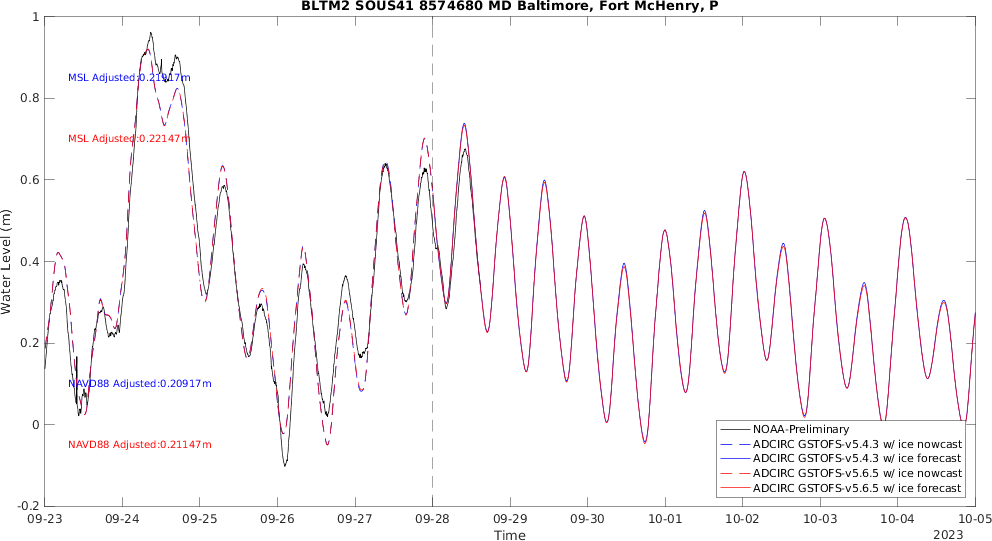 BLTM2 SOUS41 8574680 MD Baltimore, Fort McHenry, P
1
0.8
0.6
0.4
0.2
0
-0.2
Water Level (m)
MSL Adjusted:0.21917m
MSL Adjusted:0.22147m
NAVD88 Adjusted:0.20917m
NAVD88 Adjusted:0.21147m
NOAA-Preliminary
ADCIRC GSTOFS-v5.4.3 w/ ice nowcast
ADCIRC GSTOFS-v5.4.3 w/ ice forecast
ADCIRC GSTOFS-v5.6.5 w/ ice nowcast
ADCIRC GSTOFS-v5.6.5 w/ ice forecast
09-23 09-24 09-25 09-26 09-27 09-28 09-29 09-30 10-01 10-02 10-03 10-04 10-05
Time
2023